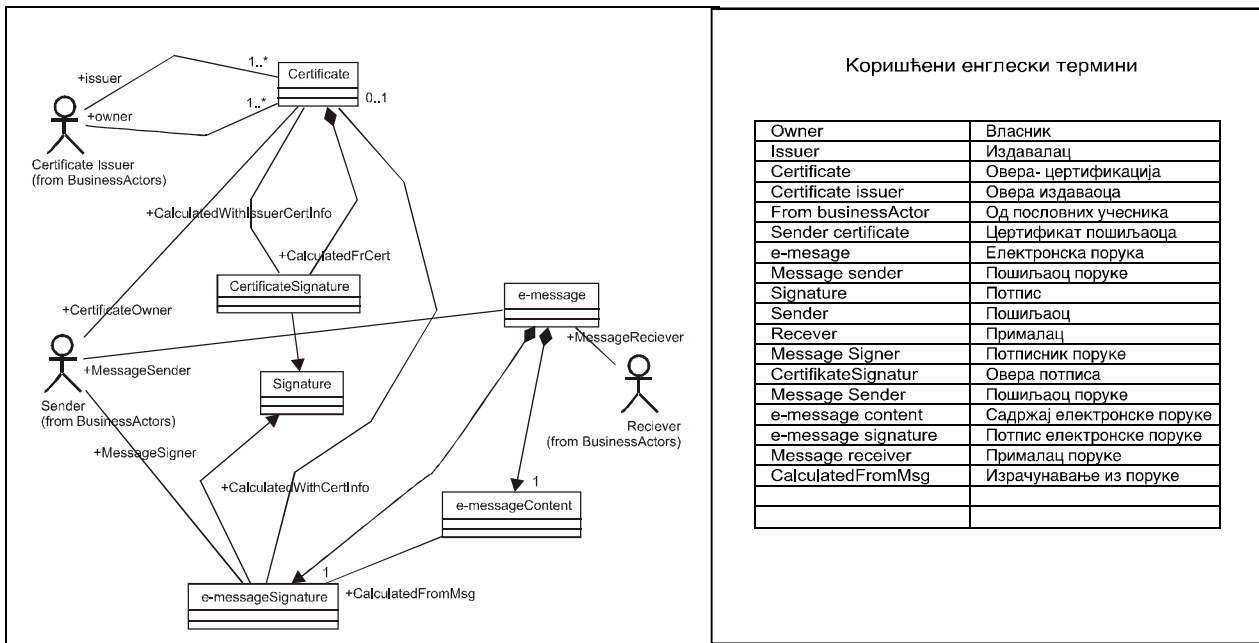 +issuer
1..*
Certificate
+owner
1..*
0..1
Certificate Issuer
(from BusinessActors)
+CalculatedWithIssuerCertInfo
+CalculatedFrCert
CertificateSignature
+CertificateOwner
e-message
+MessageReciever
+MessageSender
Signature
Sender
(from BusinessActors)
Reciever
(from BusinessActors)
+MessageSigner
+CalculatedWithCertInfo
1
e-messageContent
1
e-messageSignature
+CalculatedFromMsg
Коришћени енглески термини
Owner Власник
Issuer Издавалац
Certificate Овера- цертификација
Certificate issuer Овера издаваоца
From businessActor Од пословних учесника
Sender certificate Цертификат пошиљаоца
e-mesage Електронска порука
Message sender Пошиљаоц поруке
Signature Потпис
Sender Пошиљаоц
Recever Прималац
Message Signer Потписник поруке
CertifikateSignatur Овера потписа
Message Sender Пошиљаоц поруке
e-message content Садржај електронске поруке
e-message signature Потпис електронске поруке
Message receiver Прималац поруке
CalculatedFromMsg Израчунавање из поруке